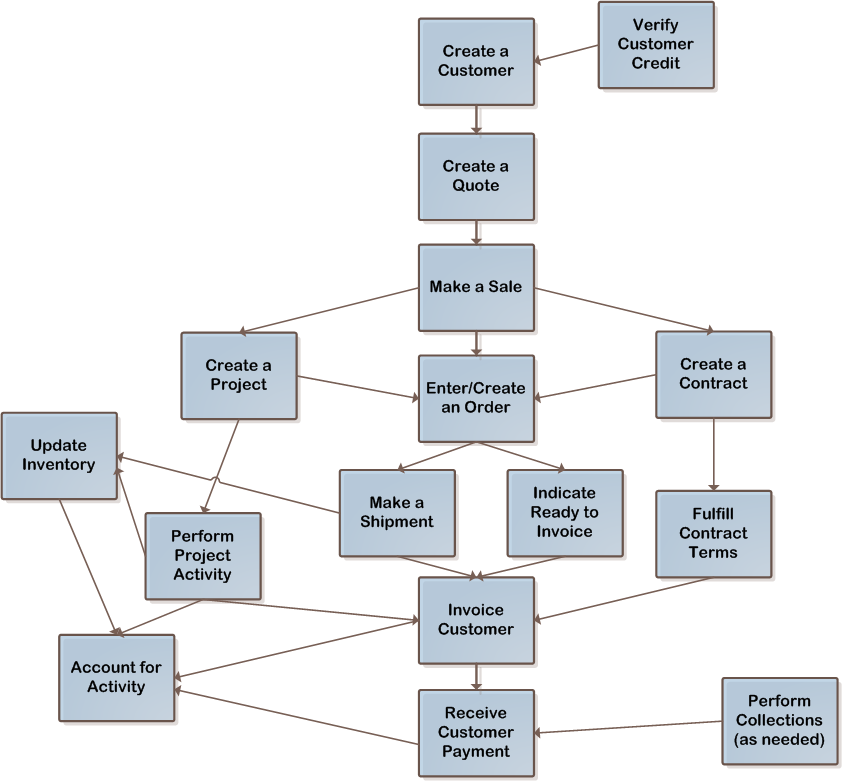 Verify
Customer
Credit
Create a
Customer
Create a
Quote
Make a Sale
Create a
Project
Enter/Create
an Order
Create a
Contract
Update
Inventory
Make a
Shipment
Indicate
Ready to
Invoice
Fulfill
Contract
Terms
Perform
Project
Activity
Invoice
Customer
Account for
Activity
Receive
Customer
Payment
Perform
Collections
(as needed)